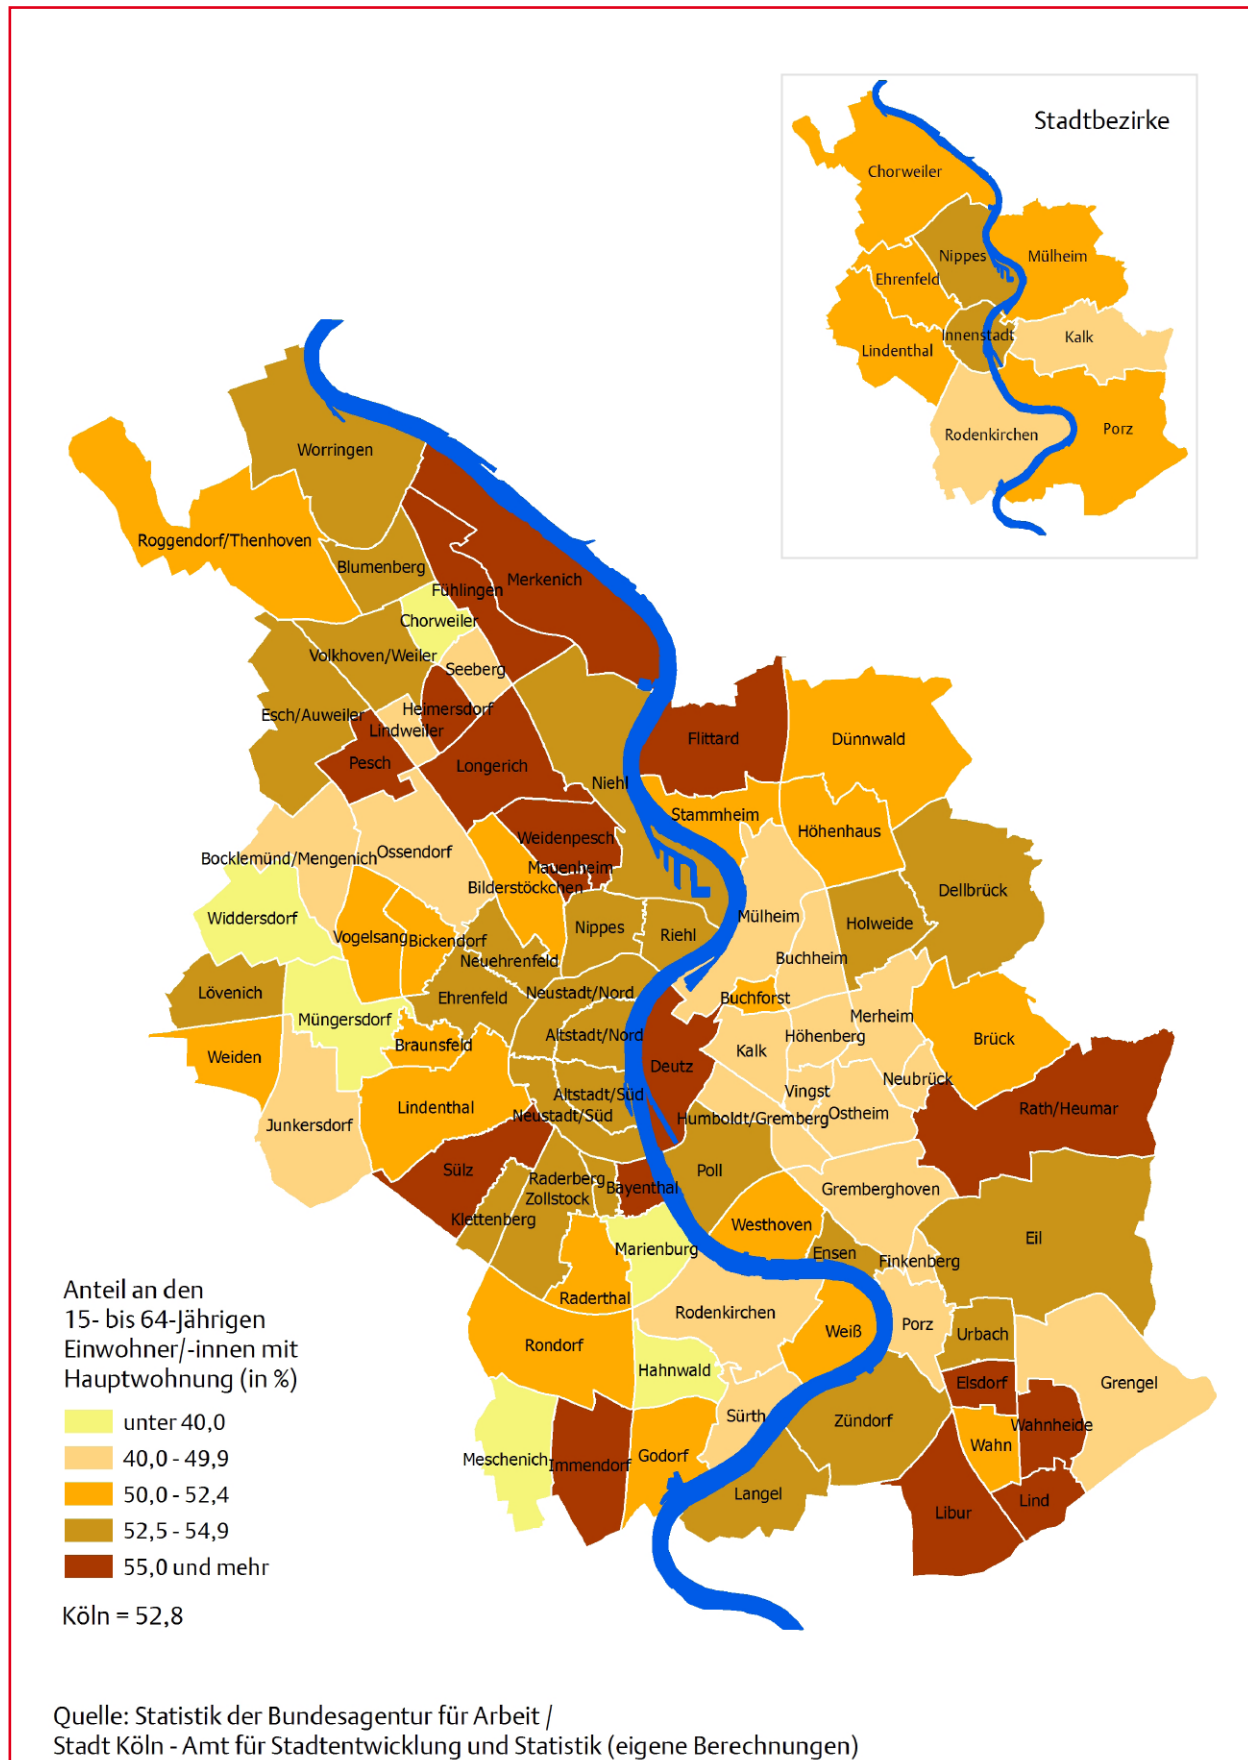 Stadtbezirke
Chorweiler
Nippes
Mülheim
Ehrenfeld
Innenstadt
Kalk
Lindenthal
Rodenkirchen
Porz
Worringen
Roggendorf/Thenhoven
Blumenberg
Fühlingen
Merkenich
Chorweiler
Volkhoven/Weiler
Seeberg
Heimersdorf
Esch/Auweiler
Lindweiler
Pesch
Longerich
Niehl
Flittard
Dünnwald
Stammheim
Höhenhaus
Weidenpesch
Mauenheim
Bocklemünd/Mengenich
Ossendorf
Bilderstöckchen
Dellbrück
Widdersdorf
Mülheim
Holweide
Vogelsang
Bickendorf
Nippes
Riehl
Neuehrenfeld
Buchheim
Lövenich
Ehrenfeld
Neustadt/Nord
Buchforst
Müngersdorf
Merheim
Altstadt/Nord
Höhenberg
Brück
Braunsfeld
Weiden
Kalk
Deutz
Neubrück
Vingst
Altstadt/Süd
Lindenthal
Neustadt/Süd
Humboldt/Gremberg
Ostheim
Rath/Heumar
Junkersdorf
Sülz
Poll
Raderberg
Zollstock
Bayenthal
Gremberghoven
Klettenberg
Westhoven
Marienburg
Ensen
Eil
Finkenberg
Raderthal
Rodenkirchen
Weiß
Porz
Urbach
Rondorf
Hahnwald
Elsdorf
Grengel
Sürth
Zündorf
Wahnheide
Wahn
Meschenich
Immendorf
Godorf
Langel
Libur
Lind
Anteil an den
15- bis 64-Jährigen
Einwohner/-innen mit
Hauptwohnung (in %)
unter 40,0
40,0 - 49,9
50,0 - 52,4
52,5 - 54,9
55,0 und mehr
Köln = 52,8
Quelle: Statistik der Bundesagentur für Arbeit /
Stadt Köln - Amt für Stadtentwicklung und Statistik (eigene Berechnungen)